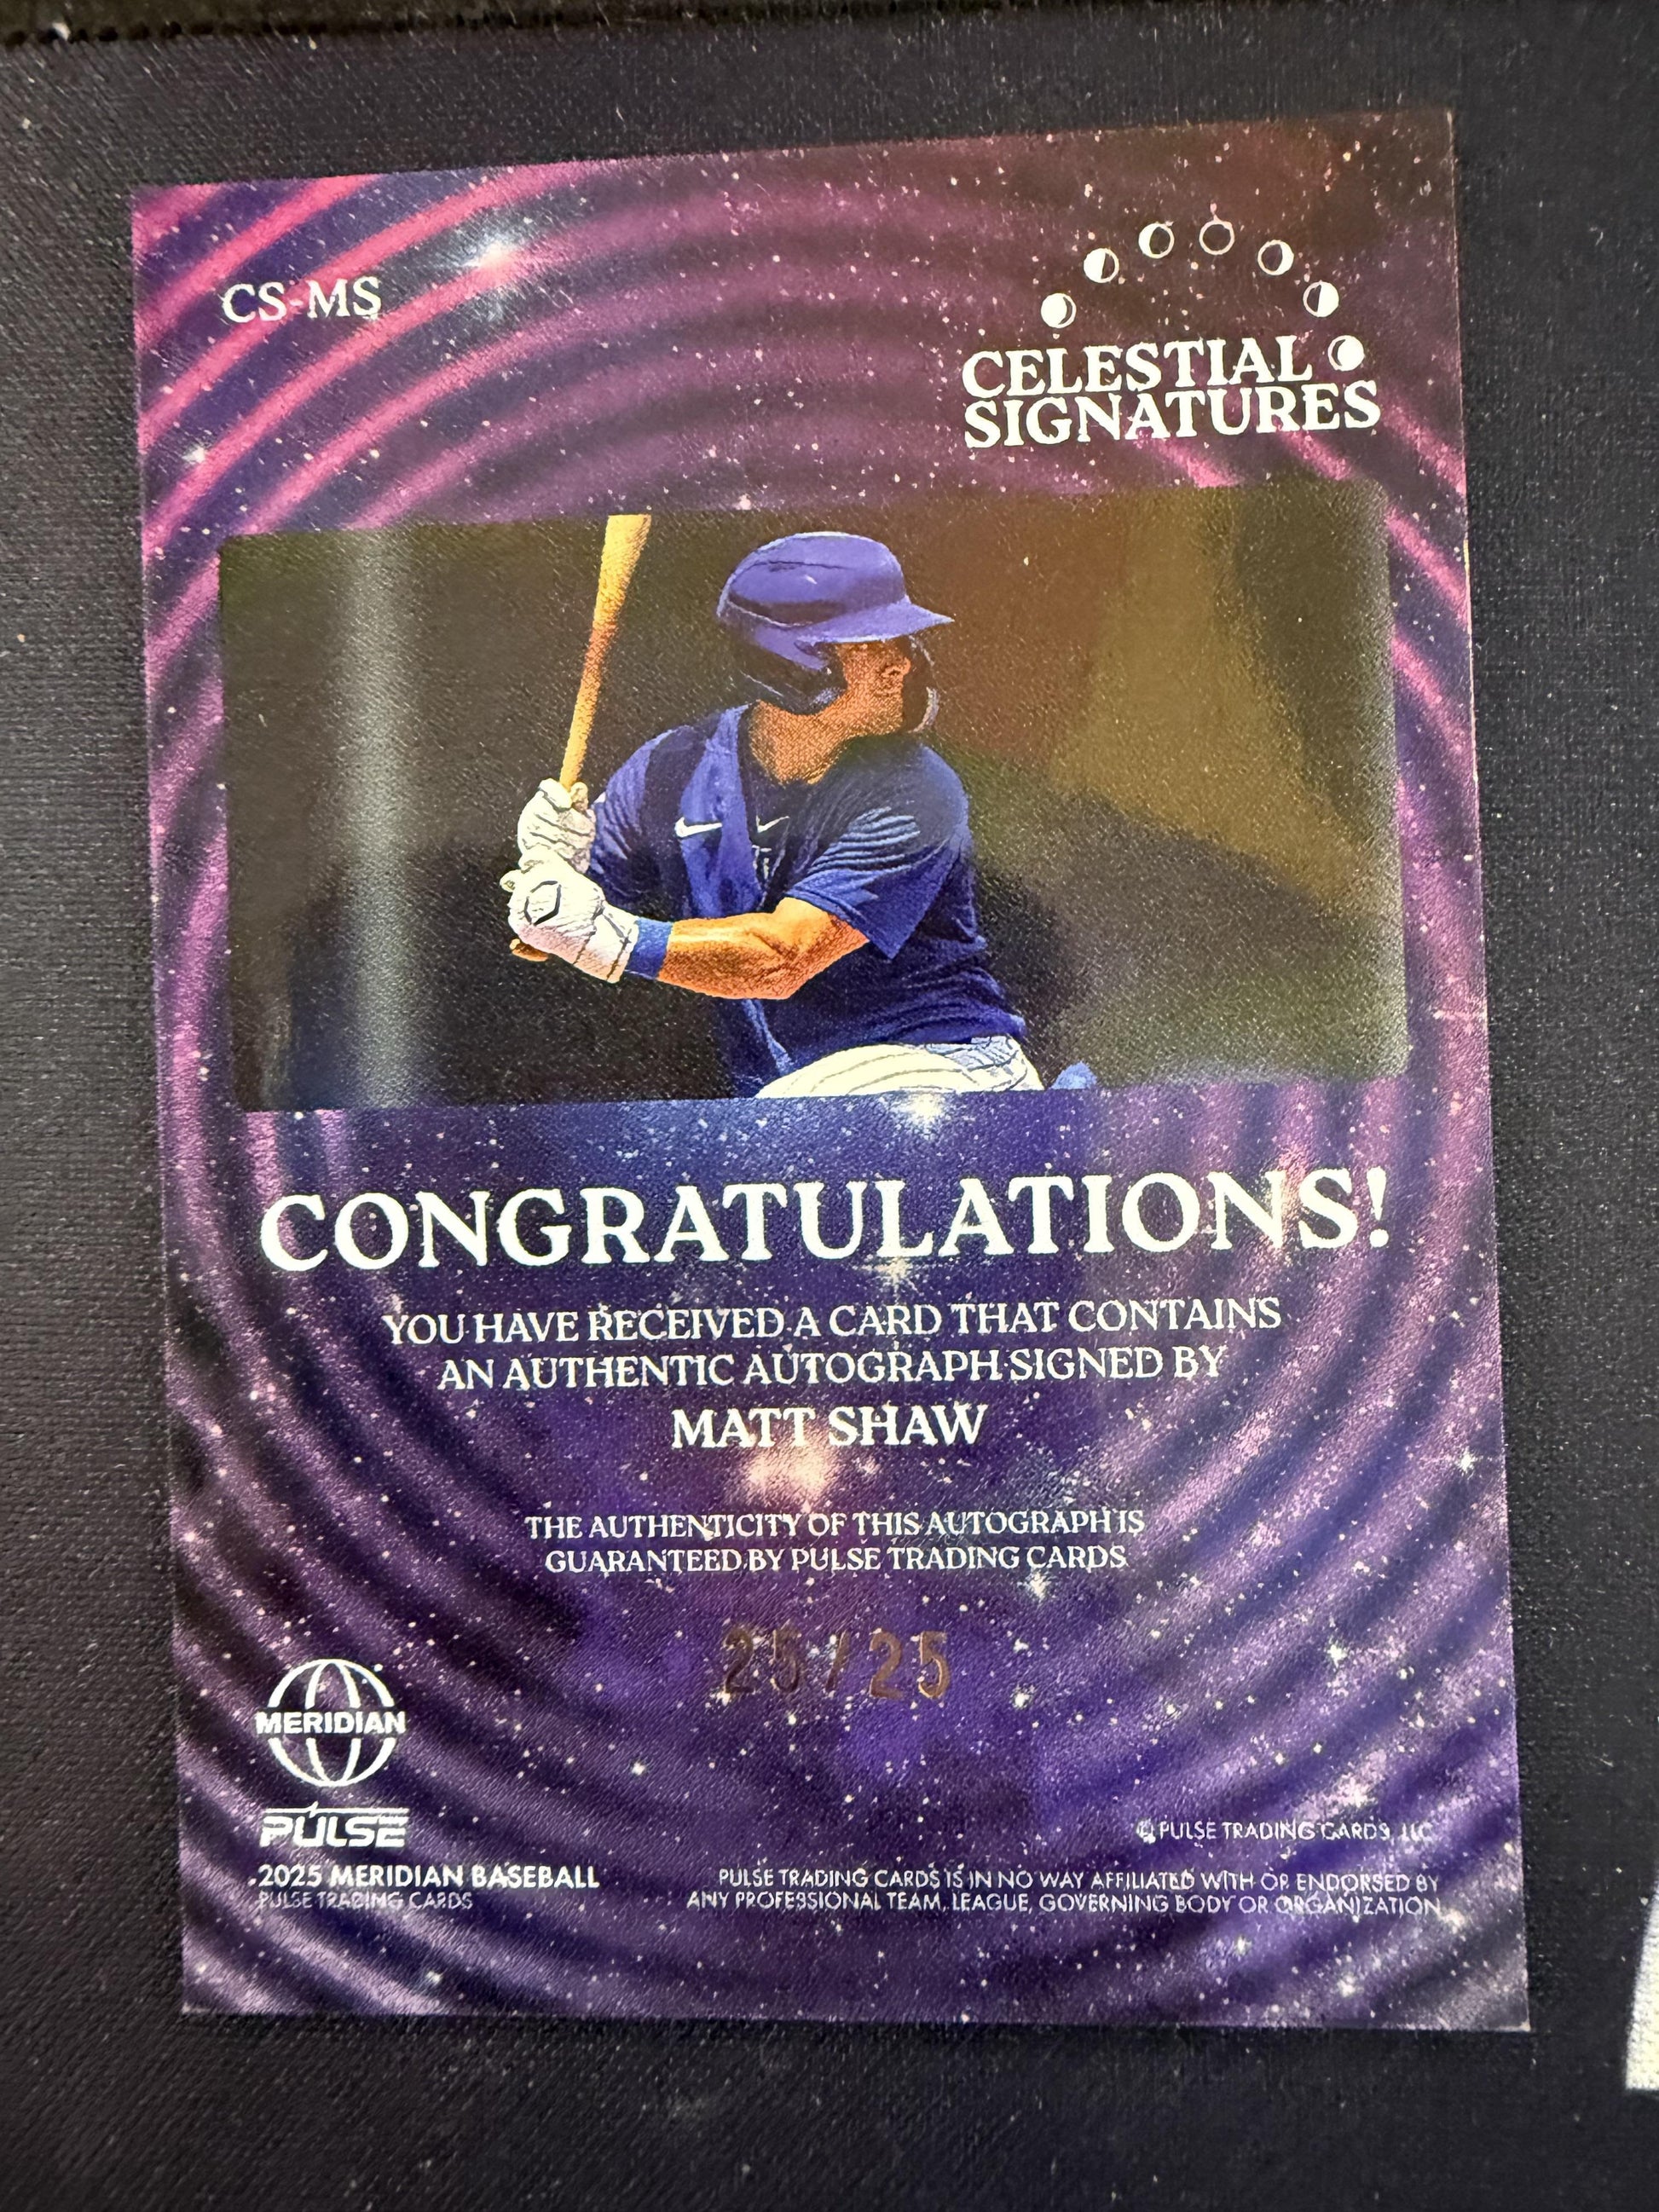 CS-MS
CELESTIAL
SIGNATURES
CONGRATULATIONS!
YOU HAVE RECEIVED A CARD THAT CONTAINS
AN AUTHENTIC AUTOGRAPH SIGNED BY
MATT SHAW
THE AUTHENTICITY OF THIS AUTOGRAPH IS
GUARANTEED BY PULSE TRADING CARDS
25/25
MERIDIAN
PULSE
© PULSE TRADING CARDS, LLC
2025 MERIDIAN BASEBALL
PULSE TRADING CARDS
PULSE TRADING CARDS IS IN NO WAY AFFILIATED WITH OR ENDORSED BY
ANY PROFESSIONAL TEAM, LEAGUE, GOVERNING BODY OR ORGANIZATION